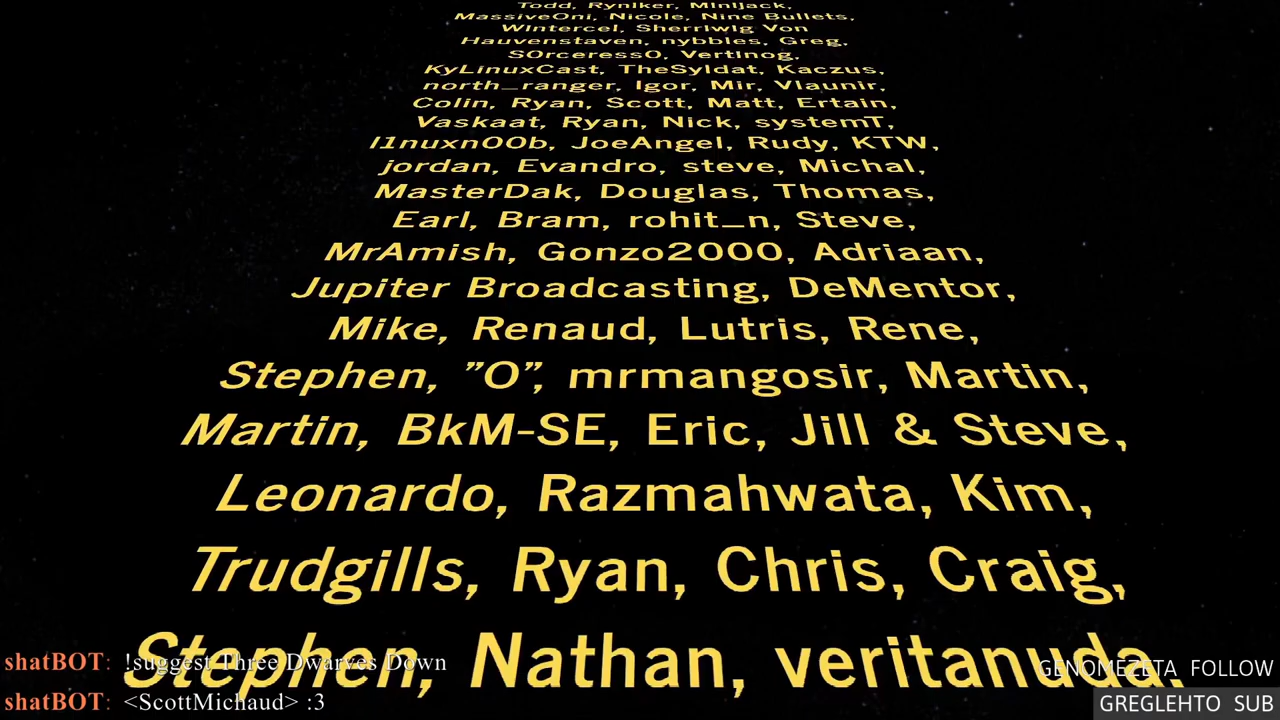 Todd, Ryniker, Minijack,
MassiveOni, Nicole, Nine Bullets,
Wintercel, Sherriwig Von
Hauvenstaven, nybbles, Greg,
S0rceress0, Vertinog,
KyLinuxCast, TheSyldat, Kaczus,
north_ranger, Igor, Mir, Vlaunir,
Colin, Ryan, Scott, Matt, Ertain,
Vaskaat, Ryan, Nick, systemT,
l1nuxn00b, JoeAngel, Rudy, KTW,
jordan, Evandro, steve, Michal,
MasterDak, Douglas, Thomas,
Earl, Bram, rohit_n, Steve,
MrAmish, Gonzo2000, Adriaan,
Jupiter Broadcasting, DeMentor,
Mike, Renaud, Lutris, Rene,
Stephen, "O", mrmangosir, Martin,
Martin, BkM-SE, Eric, Jill & Steve,
Leonardo, Razmahwata, Kim,
Trudgills, Ryan, Chris, Craig,
Stephen, Nathan, veritanuda.
shatBOT: !suggest Three Dwarves Down
shatBOT: <ScottMichaud> :3
GENOMEZETA FOLLOW
GREGLEHTO SUB